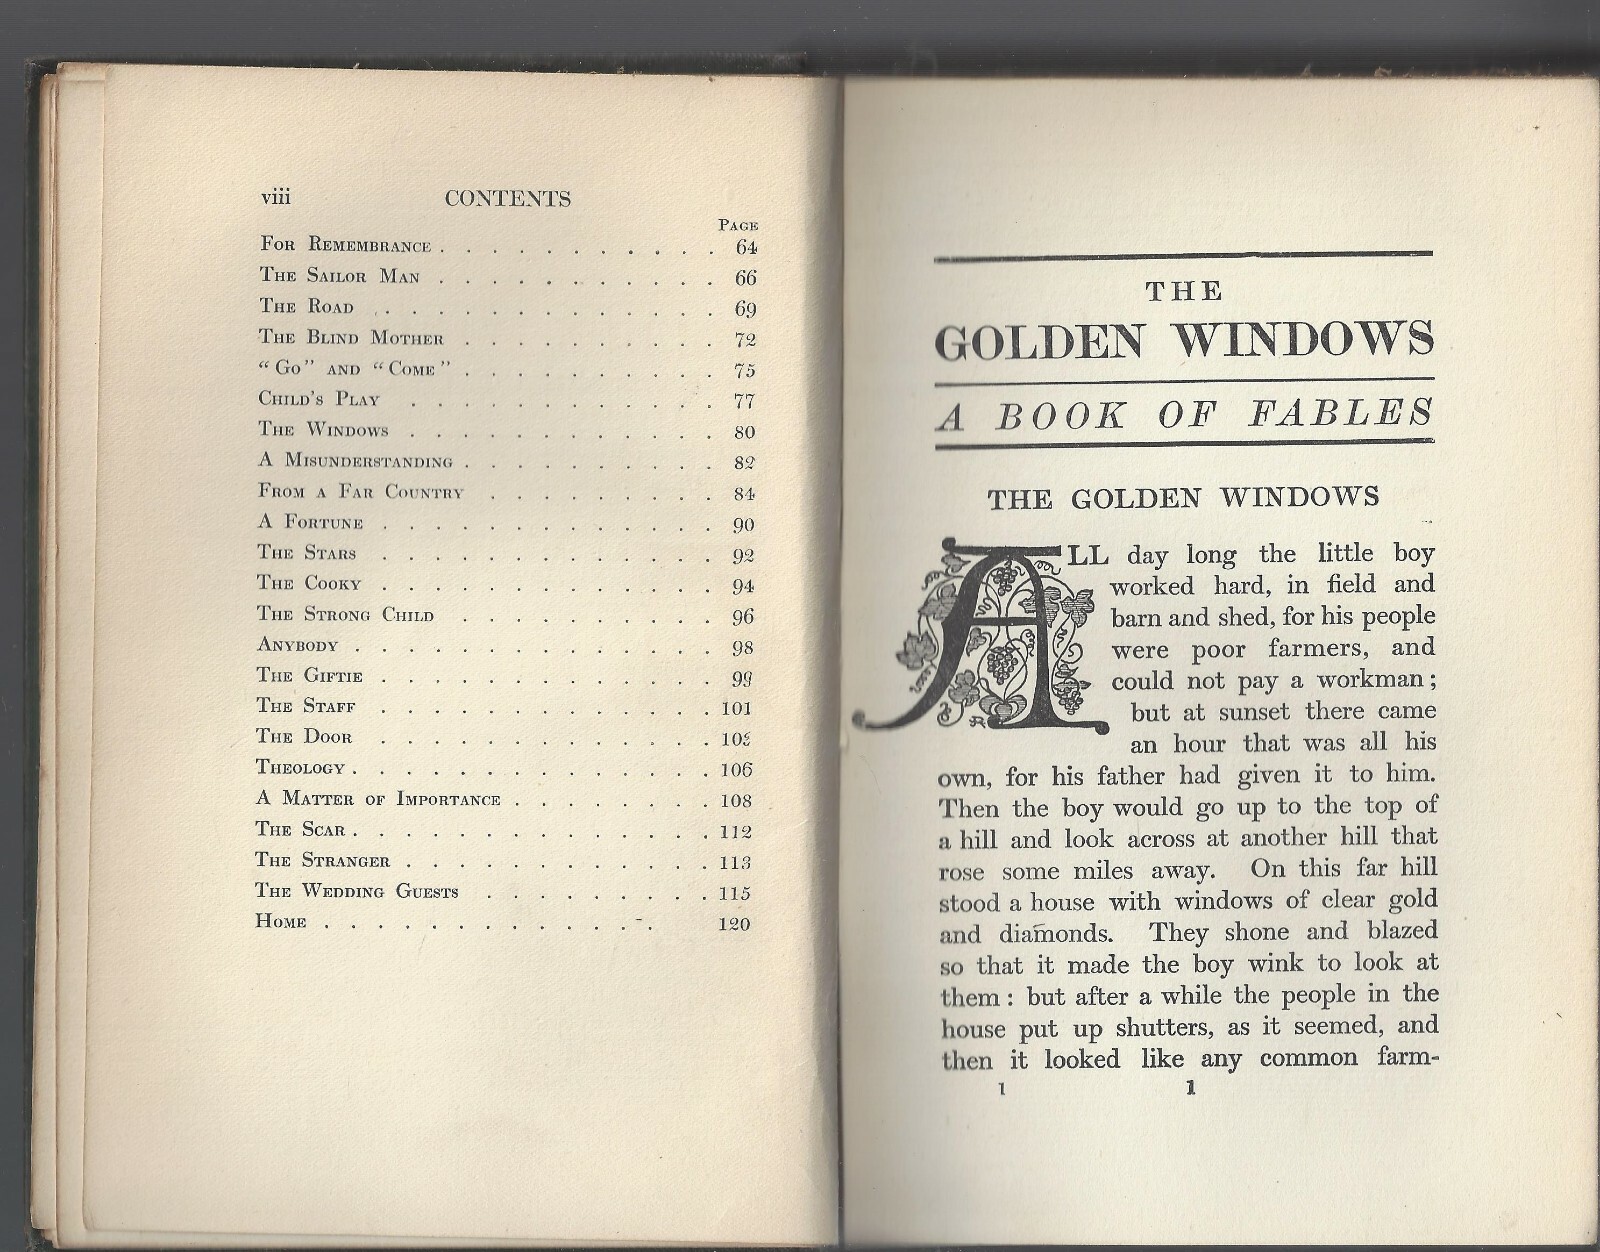 viii CONTENTS
PAGE
FOR REMEMBRANCE . . . . . . . . . . . 64
THE SAILOR MAN . . . . . . . . . . . 66
THE ROAD . . . . . . . . . . . . . 69
THE BLIND MOTHER . . . . . . . . . . 72
“GO” AND “COME” . . . . . . . . . . 75
CHILD'S PLAY . . . . . . . . . . . . 77
THE WINDOWS . . . . . . . . . . . . 80
A MISUNDERSTANDING . . . . . . . . . . 82
FROM A FAR COUNTRY . . . . . . . . . 84
A FORTUNE . . . . . . . . . . . . . 90
THE STARS . . . . . . . . . . . . . 92
THE COOKY . . . . . . . . . . . . . 94
THE STRONG CHILD . . . . . . . . . . 96
ANYBODY . . . . . . . . . . . . . . 98
THE GIFTIE . . . . . . . . . . . . . 99
THE STAFF . . . . . . . . . . . . . 101
THE DOOR . . . . . . . . . . . . .
THEOLOGY . . . . . . . . . . . . . . 106
A MATTER OF IMPORTANCE . . . . . . . . 108
THE SCAR . . . . . . . . . . . . . . 112
THE STRANGER . . . . . . . . . . . . 113
THE WEDDING GUESTS . . . . . . . . . 115
HOME . . . . . . . . . . . . . 120
THE
GOLDEN WINDOWS
A BOOK OF FABLES
THE GOLDEN WINDOWS
ALL day long the little boy
worked hard, in field and
barn and shed, for his people
were poor farmers, and
could not pay a workman;
but at sunset there came
an hour that was all his
own, for his father had given it to him.
Then the boy would go up to the top of
a hill and look across at another hill that
rose some miles away. On this far hill
stood a house with windows of clear gold
and diamonds. They shone and blazed
so that it made the boy wink to look at
them: but after a while the people in the
house put up shutters, as it seemed, and
then it looked like any common farm-
1 1